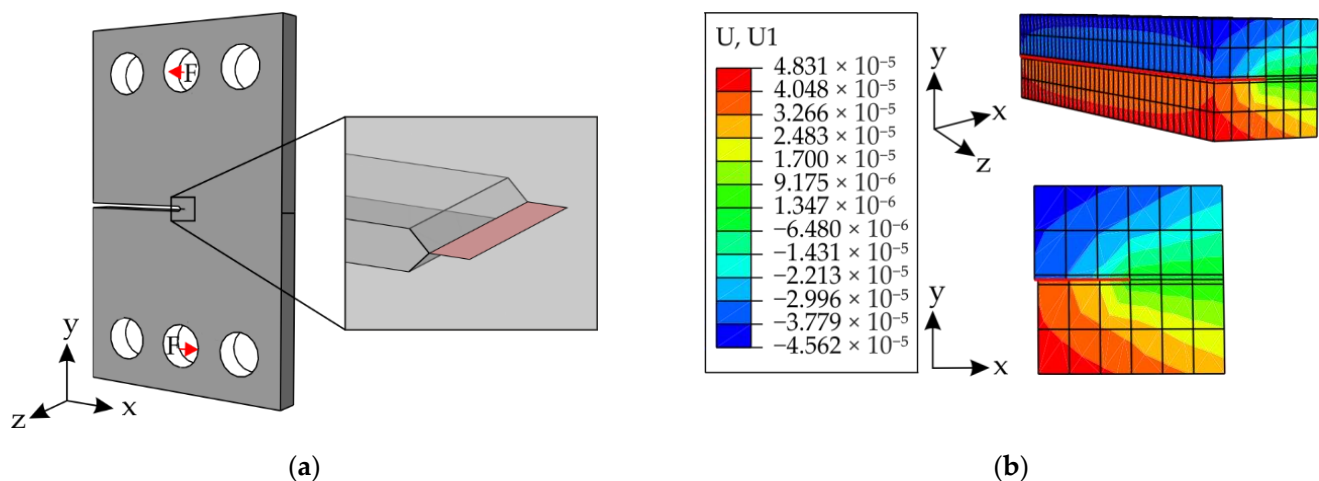 F
F
y
x
z
(a)
U, U1
4.831 × 10⁻⁵
4.048 × 10⁻⁵
3.266 × 10⁻⁵
2.483 × 10⁻⁵
1.700 × 10⁻⁵
9.175 × 10⁻⁶
1.347 × 10⁻⁶
−6.480 × 10⁻⁶
−1.431 × 10⁻⁵
−2.213 × 10⁻⁵
−2.996 × 10⁻⁵
−3.779 × 10⁻⁵
−4.562 × 10⁻⁵
y
x
z
y
x
(b)